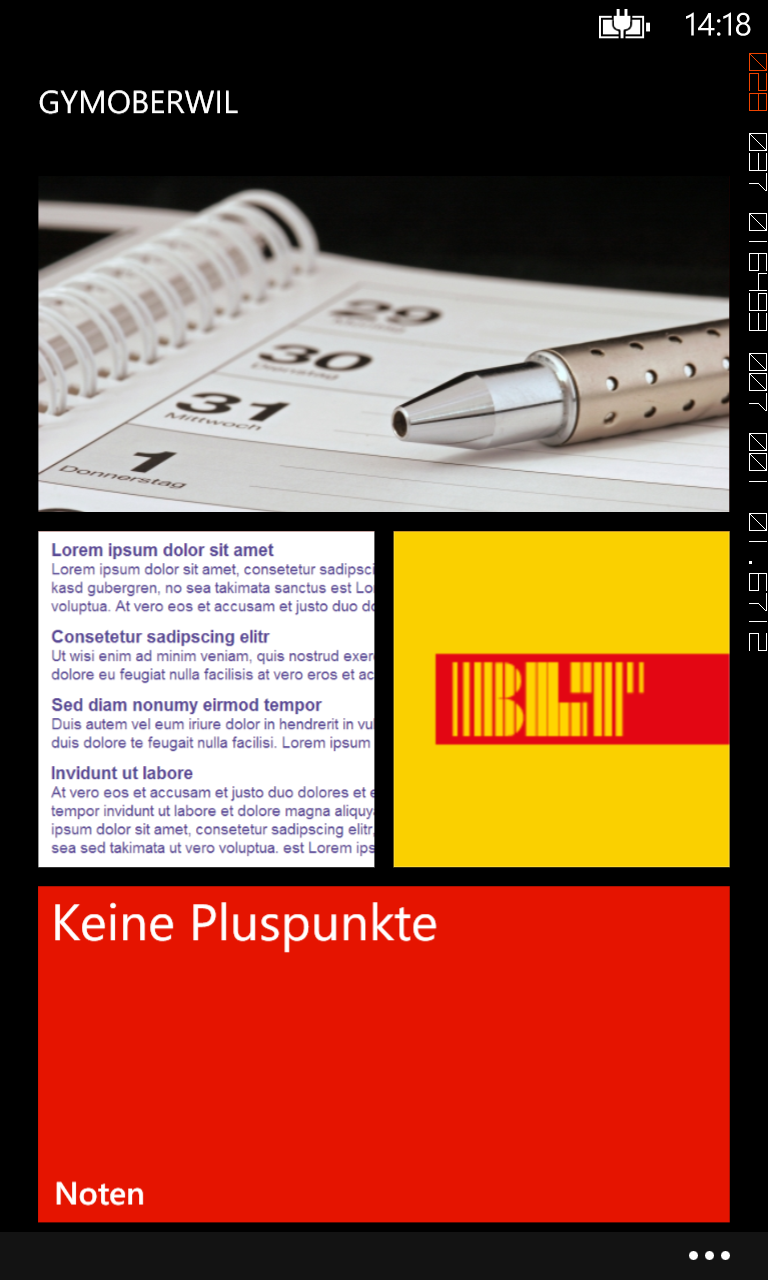 14:18
GYMOBERWIL
29
30
Dienstag
31
Mittwoch
1
Donnerstag
Lorem ipsum dolor sit amet
Lorem ipsum dolor sit amet, consetetur sadipsci
kasd gubergren, no sea takimata sanctus est Lo
voluptua. At vero eos et accusam et justo duo do
Consetetur sadipscing elitr
Ut wisi enim ad minim veniam, quis nostrud exer
dolore eu feugiat nulla facilisis at vero eros et ac
Sed diam nonumy eirmod tempor
Duis autem vel eum iriure dolor in hendrerit in vu
duis dolore te feugait nulla facilisi. Lorem ipsum
Invidunt ut labore
At vero eos et accusam et justo duo dolores et e
tempor invidunt ut labore et dolore magna aliquy
ipsum dolor sit amet, consetetur sadipscing elitr,
sea sed takimata ut vero voluptua. est Lorem ips
BLT
Keine Pluspunkte
Noten